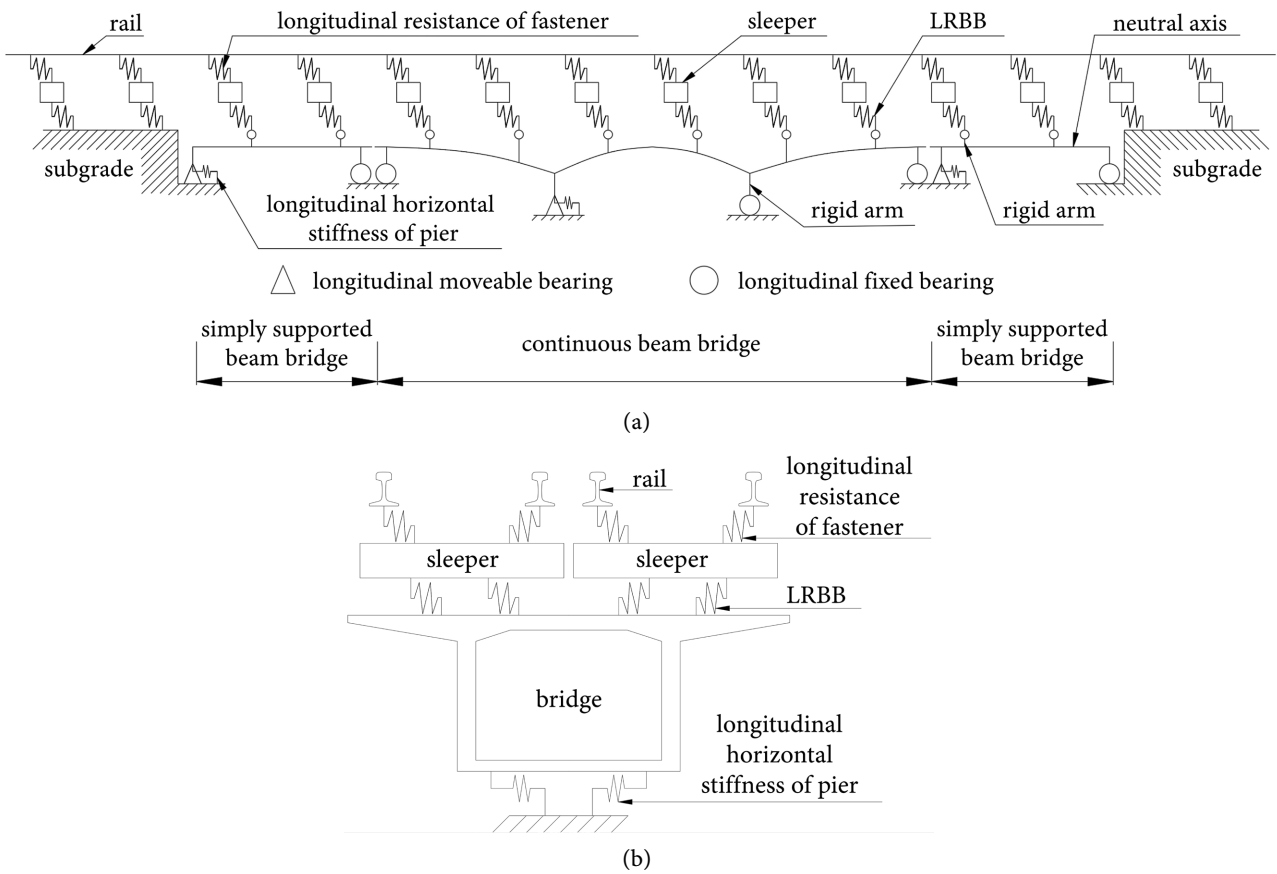 rail
longitudinal resistance of fastener
sleeper
LRBB
neutral axis
subgrade
subgrade
longitudinal horizontal
stiffness of pier
rigid arm
rigid arm
longitudinal moveable bearing
longitudinal fixed bearing
simply supported
beam bridge
continuous beam bridge
simply supported
beam bridge
(a)
longitudinal
resistance
of fastener
rail
sleeper
sleeper
LRBB
bridge
longitudinal
horizontal
stiffness of pier
(b)